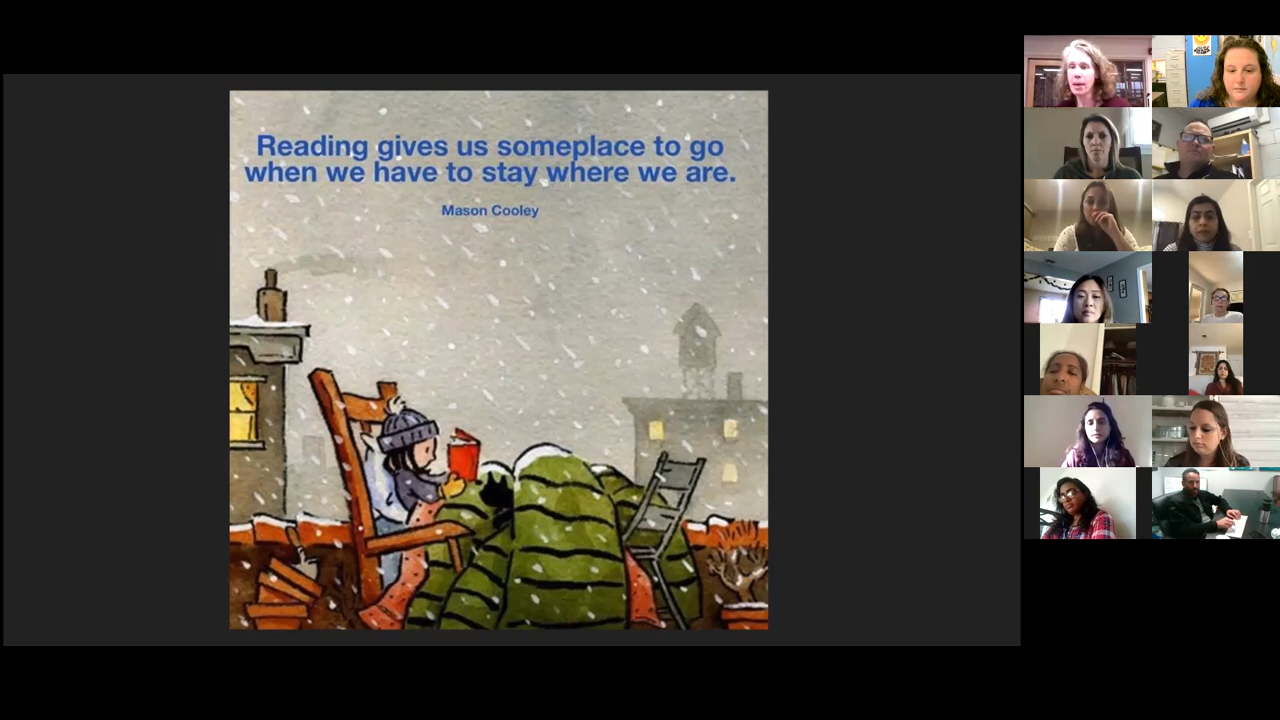 Reading gives us someplace to go
when we have to stay where we are.
Mason Cooley